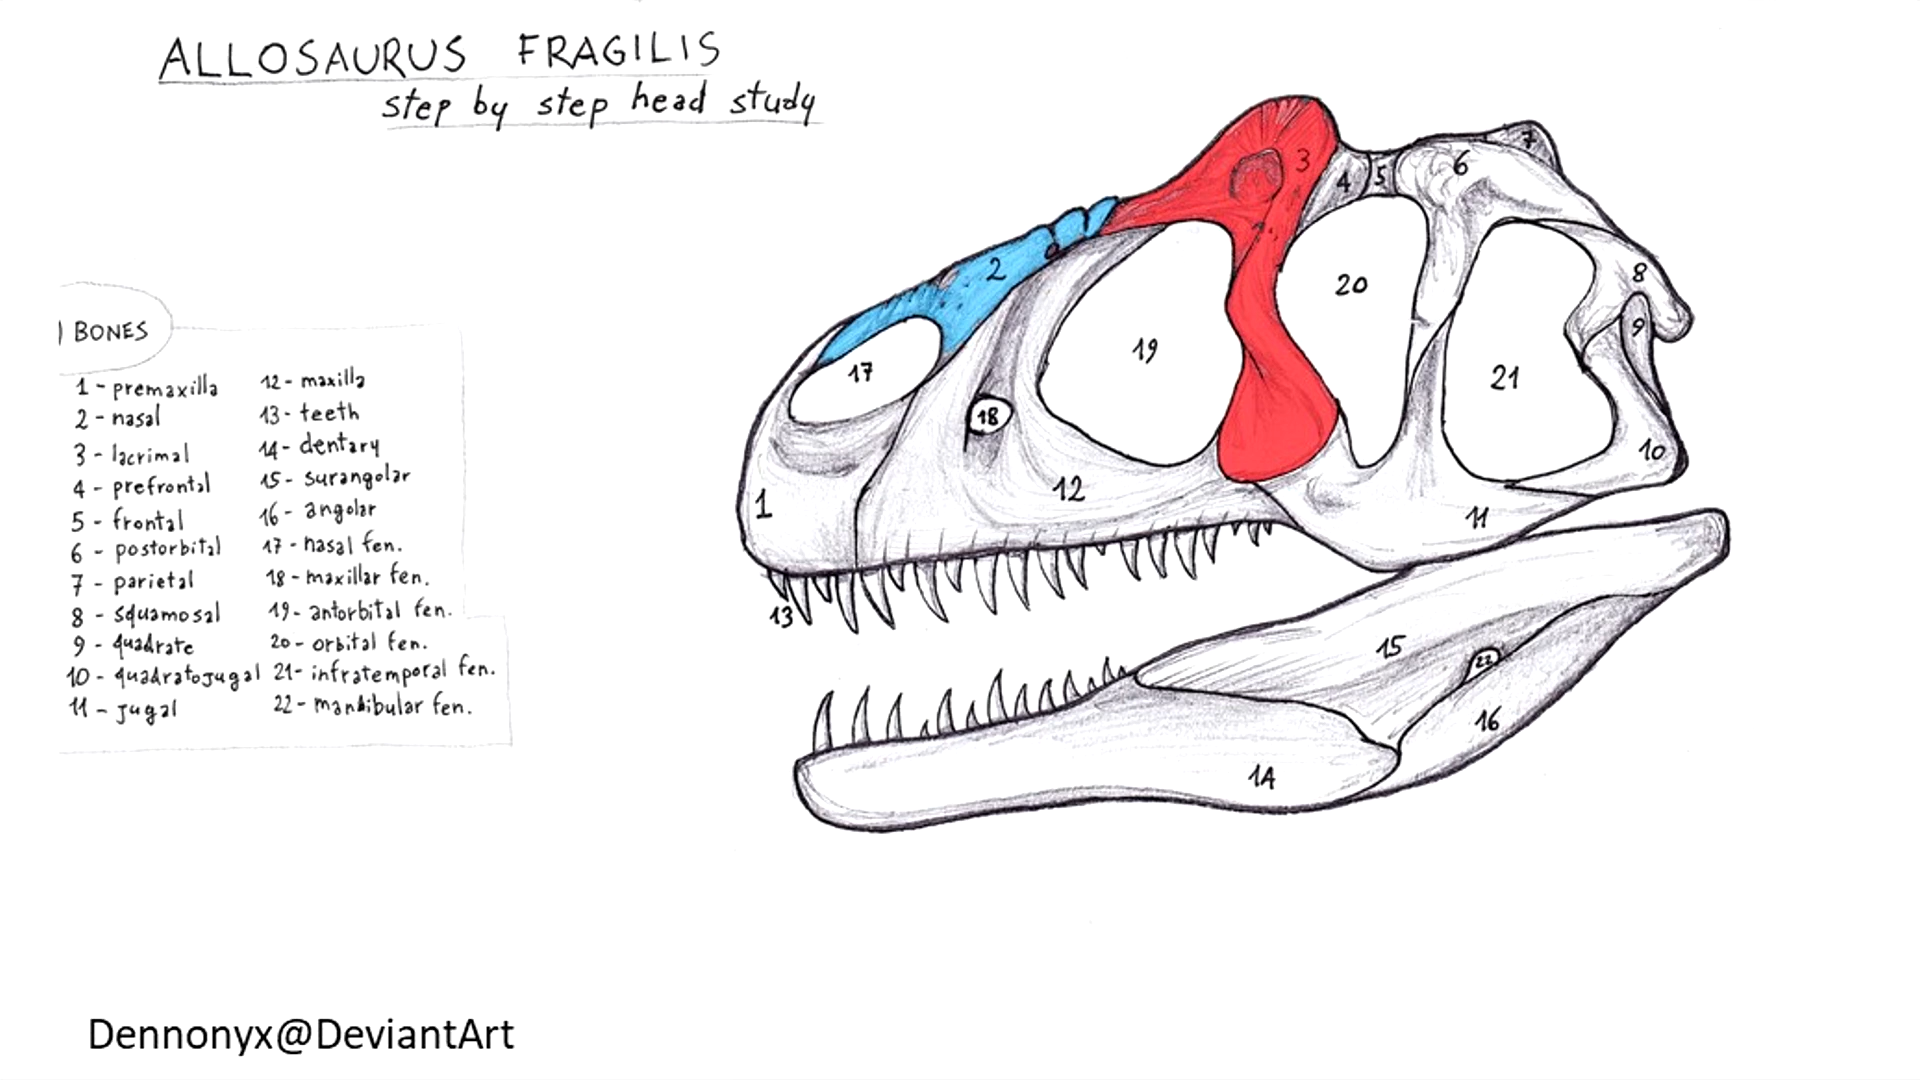 ALLOSAURUS FRAGILIS
step by step head study
BONES
1 - premaxilla
2 - nasal
3 - lacrimal
4 - prefrontal
5 - frontal
6 - postorbital
7 - parietal
8 - squamosal
9 - quadrate
10 - quadratojugal
11 - jugal
12 - maxilla
13 - teeth
14 - dentary
15 - surangolar
16 - angolar
17 - nasal fen.
18 - maxillar fen.
19 - antorbital fen.
20 - orbital fen.
21 - infratemporal fen.
22 - mandibular fen.
1
2
3
4
5
6
7
8
9
10
11
12
13
14
15
16
17
18
19
20
21
22
Dennonyx@DeviantArt